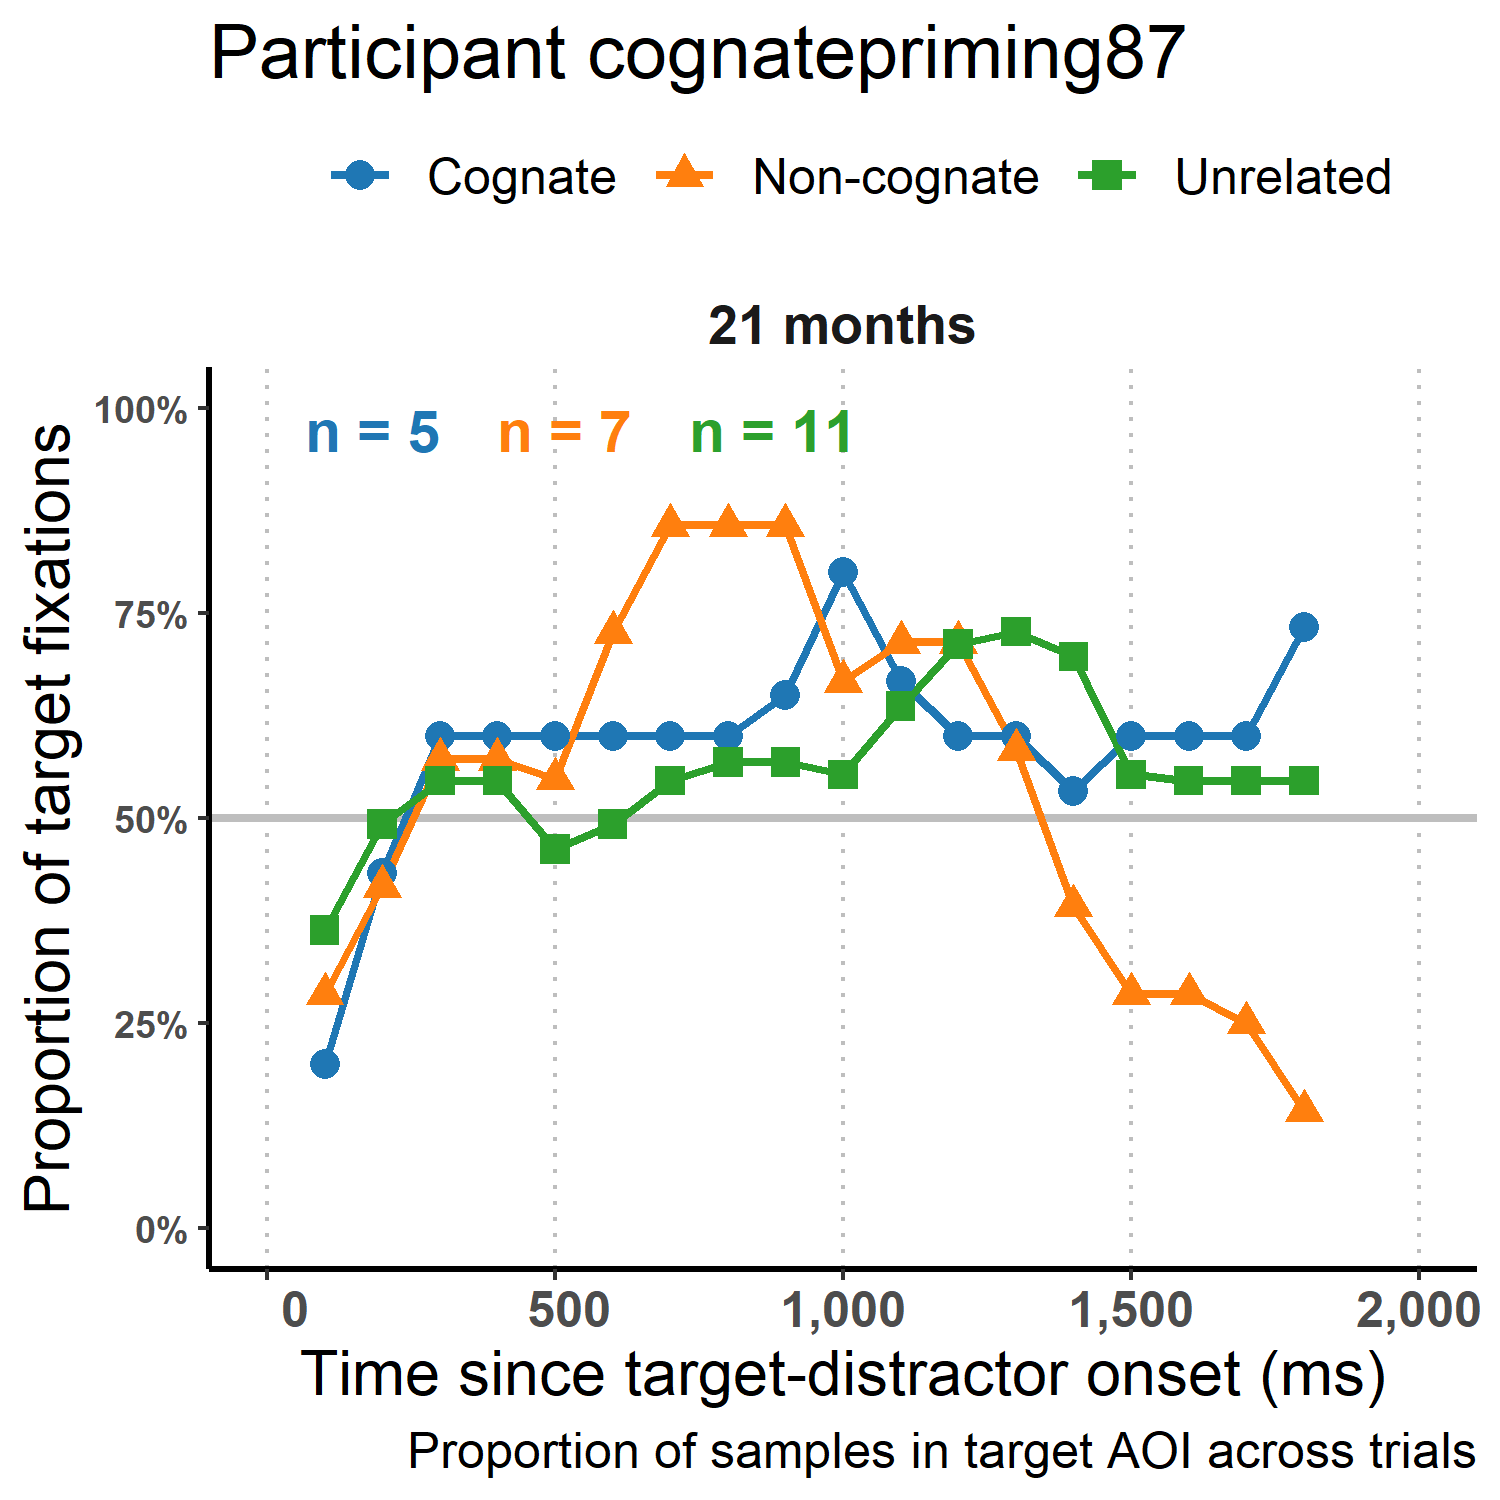 Participant cognatepriming87
Cognate Non-cognate Unrelated
21 months
n = 5 n = 7 n = 11
100%
75%
50%
25%
0%
Proportion of target fixations
0 500 1,000 1,500 2,000
Time since target-distractor onset (ms)
Proportion of samples in target AOI across trials